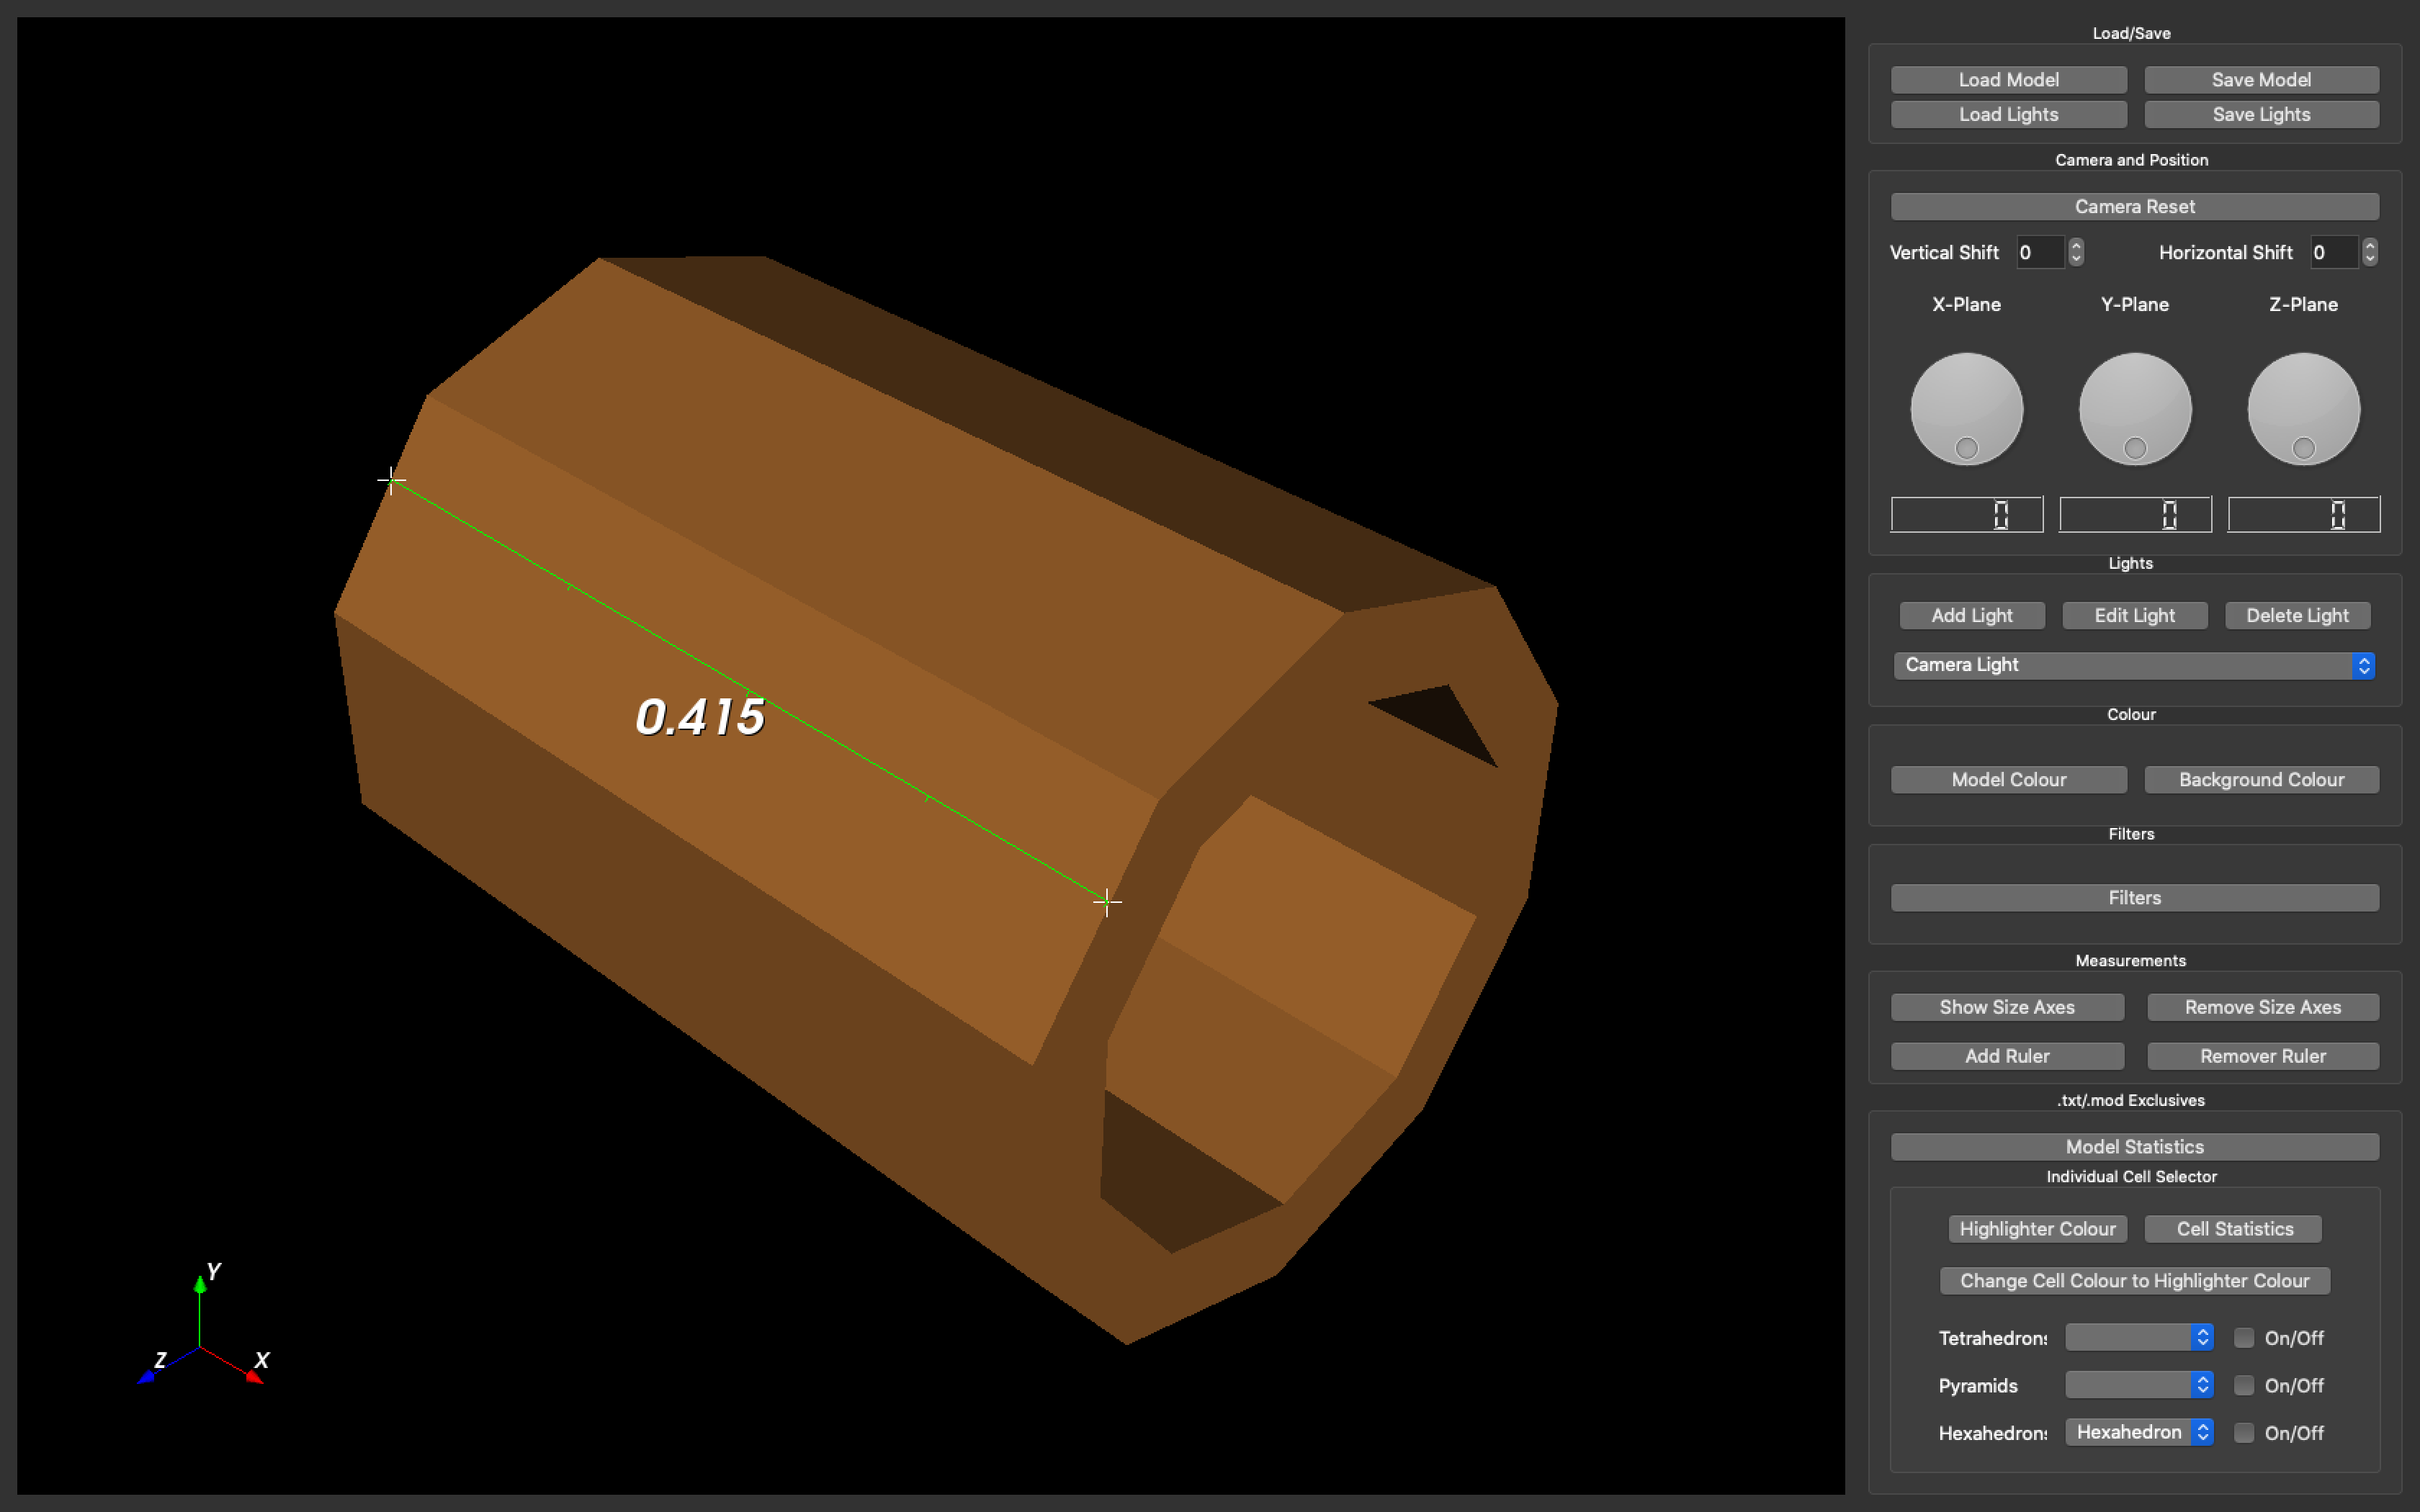 0.415
Y
Z
X
Load/Save
Load Model
Save Model
Load Lights
Save Lights
Camera and Position
Camera Reset
Vertical Shift 0
Horizontal Shift 0
X-Plane
Y-Plane
Z-Plane
0
0
0
Lights
Add Light
Edit Light
Delete Light
Camera Light
Colour
Model Colour
Background Colour
Filters
Filters
Measurements
Show Size Axes
Remove Size Axes
Add Ruler
Remover Ruler
.txt/.mod Exclusives
Model Statistics
Individual Cell Selector
Highlighter Colour
Cell Statistics
Change Cell Colour to Highlighter Colour
Tetrahedrons
On/Off
Pyramids
On/Off
Hexahedrons
Hexahedron
On/Off